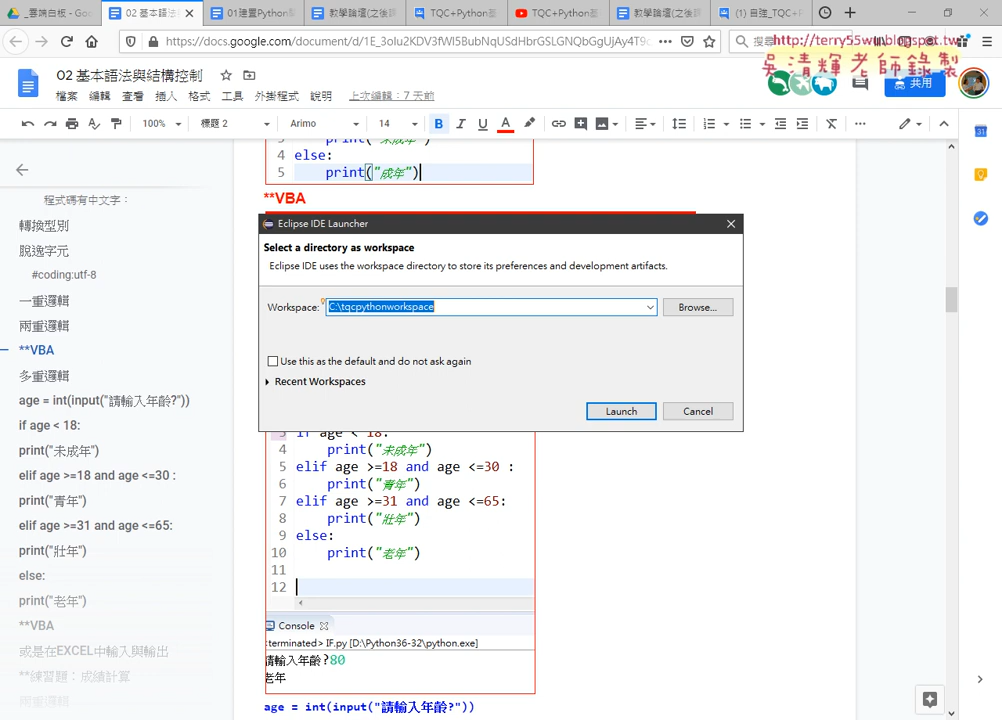 _雲端白板 - Goo
02 基本語法
01建置Python
教學論壇(之後
TQC+Python基
TQC+Python基
教學論壇(之後
(1) 自強_TQC+P
https://docs.google.com/document/d/1E_3olu2KDV3fWl5BubNqUSdHbrGSLGNQbGgUjAy4T9c
http://terry55wu.blogspot.tw
吳清輝老師錄製
02 基本語法與結構控制
檔案 編輯 查看 插入 格式 工具 外掛程式 說明 上次編輯：7 天前
共用
100% 標題 2 Arimo 14 B I U A
程式碼有中文字：
轉換型別
脫逸字元
#coding:utf-8
一重邏輯
兩重邏輯
**VBA
多重邏輯
age = int(input("請輸入年齡?"))
if age < 18:
print("未成年")
elif age >=18 and age <=30 :
print("青年")
elif age >=31 and age <=65:
print("壯年")
else:
print("老年")
**VBA
或是在EXCEL中輸入與輸出
**練習題：成績計算
兩重邏輯
print("未成年")
4 else:
5 print("成年")
**VBA
Eclipse IDE Launcher
Select a directory as workspace
Eclipse IDE uses the workspace directory to store its preferences and development artifacts.
Workspace: C:\tqcpythonworkspace Browse...
Use this as the default and do not ask again
Recent Workspaces
Launch Cancel
3 if age < 18:
4 print("未成年")
5 elif age >=18 and age <=30 :
6 print("青年")
7 elif age >=31 and age <=65:
8 print("壯年")
9 else:
10 print("老年")
11
12
Console
<terminated> IF.py [D:\Python36-32\python.exe]
請輸入年齡?80
老年
age = int(input("請輸入年齡?"))